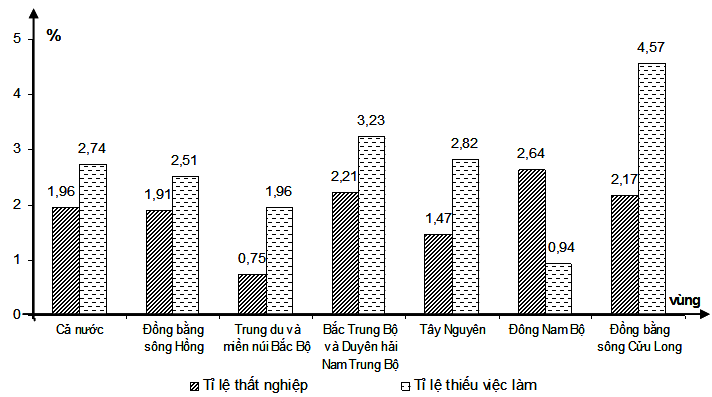 %
5
4
3
2
1
0
1,96
2,74
1,91
2,51
0,75
1,96
2,21
3,23
1,47
2,82
2,64
0,94
2,17
4,57
vùng
Cả nước
Đồng bằng
sông Hồng
Trung du và
miền núi Bắc Bộ
Bắc Trung Bộ
và Duyên hải
Nam Trung Bộ
Tây Nguyên
Đông Nam Bộ
Đồng bằng
sông Cửu Long
Tỉ lệ thất nghiệp
Tỉ lệ thiếu việc làm